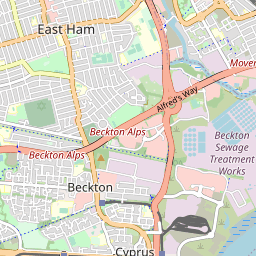 East Ham
Mover
Alfred's Way
Beckton Alps
Beckton Alps
Beckton
Sewage
Treatment
Works
Beckton
Cyprus